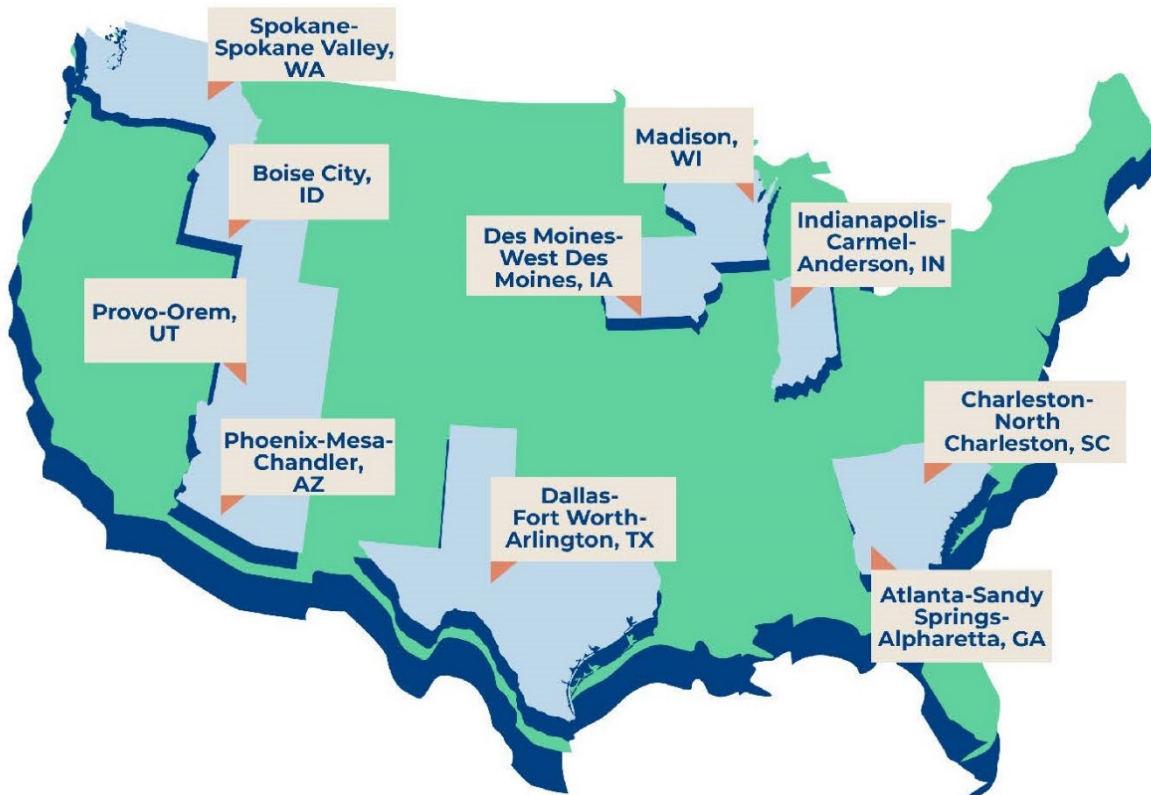 Spokane-
Spokane Valley,
WA
Madison,
WI
Boise City,
ID
Indianapolis-
Carmel-
Anderson, IN
Des Moines-
West Des
Moines, IA
Provo-Orem,
UT
Charleston-
North
Charleston, SC
Phoenix-Mesa-
Chandler,
AZ
Dallas-
Fort Worth-
Arlington, TX
Atlanta-Sandy
Springs-
Alpharetta, GA